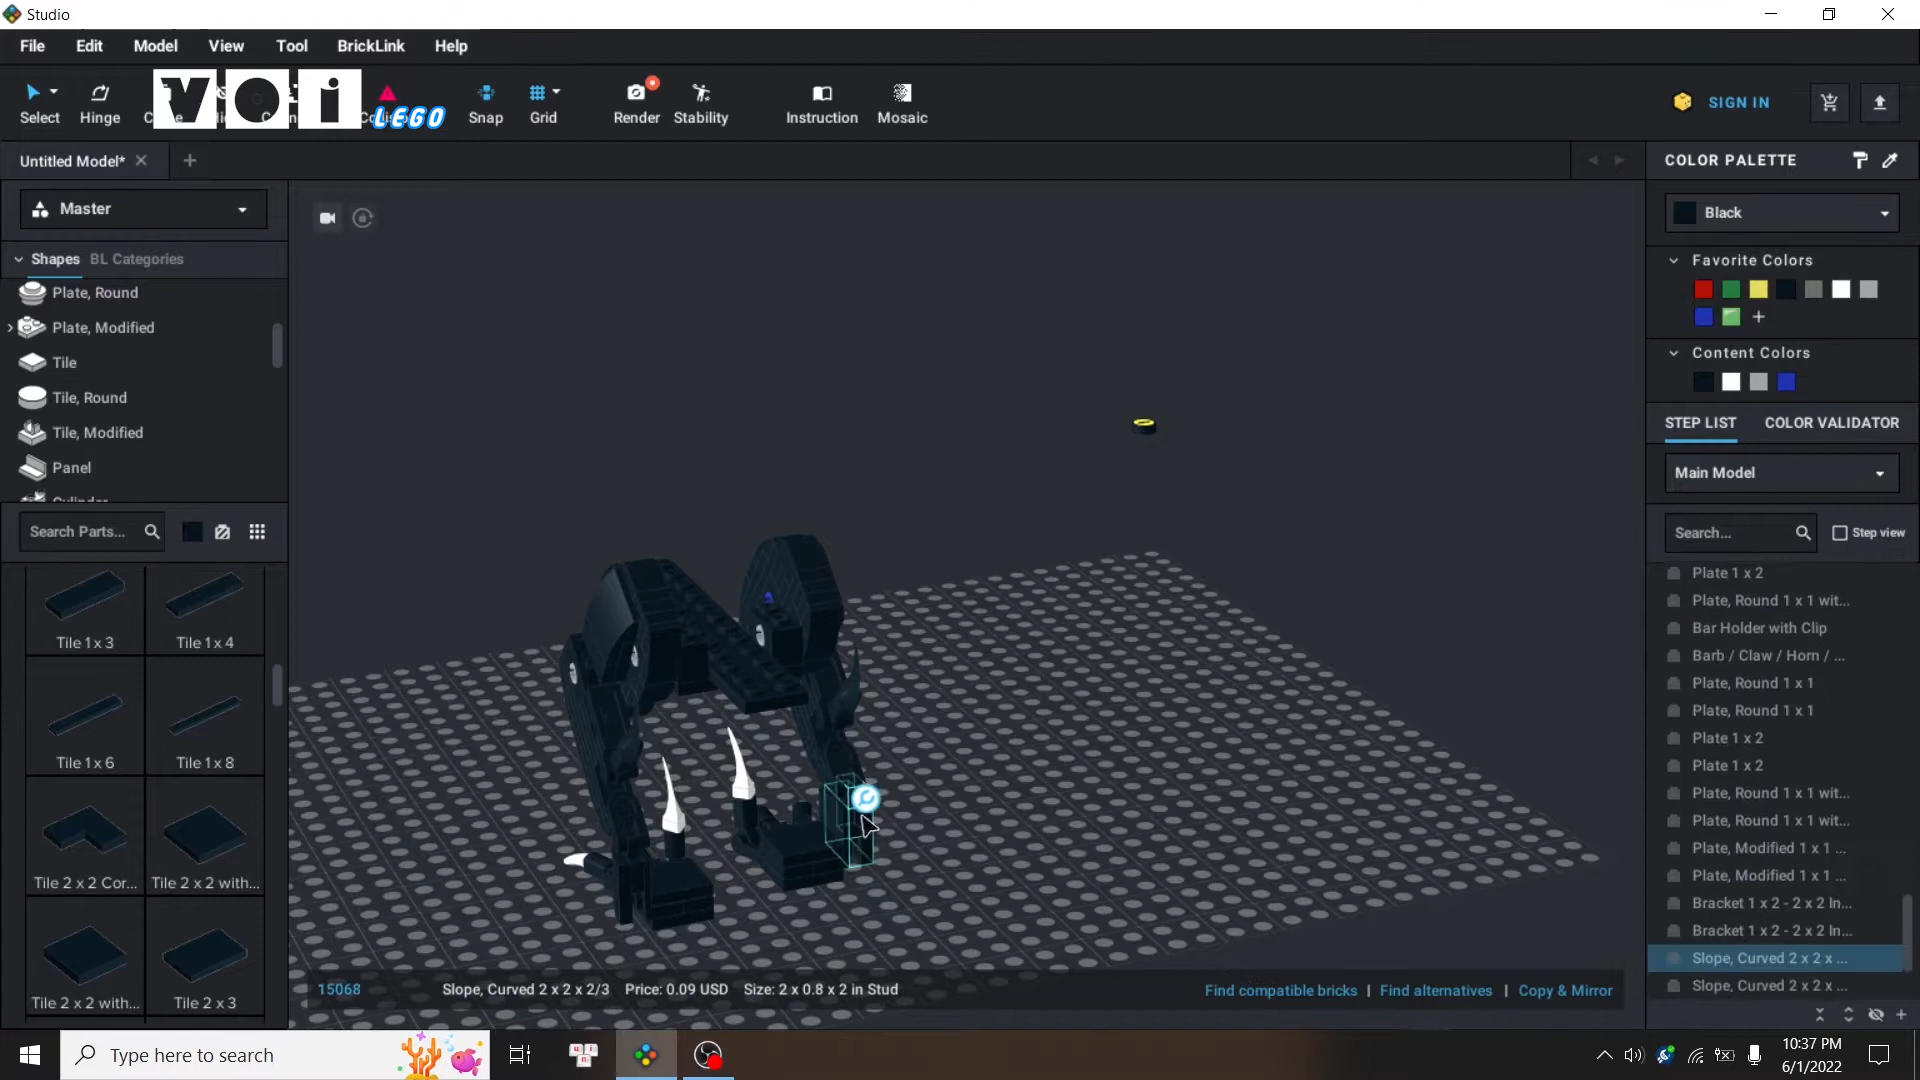 Studio
File Edit Model View Tool BrickLink Help
Select Hinge Snap Grid Render Stability Instruction Mosaic
voi LEGO
SIGN IN
Untitled Model*
COLOR PALETTE
Master
Black
Shapes BL Categories
Favorite Colors
Plate, Round
Plate, Modified
Tile
Content Colors
Tile, Round
Tile, Modified
STEP LIST COLOR VALIDATOR
Panel
Main Model
Cylinder
Search Parts...
Search...
Step view
Plate 1 x 2
Plate, Round 1 x 1 wit...
Bar Holder with Clip
Tile 1 x 3 Tile 1 x 4
Barb / Claw / Horn / ...
Plate, Round 1 x 1
Plate, Round 1 x 1
Plate 1 x 2
Tile 1 x 6 Tile 1 x 8
Plate 1 x 2
Plate, Round 1 x 1 wit...
Plate, Round 1 x 1 wit...
Plate, Modified 1 x 1 ...
Plate, Modified 1 x 1 ...
Tile 2 x 2 Cor... Tile 2 x 2 with...
Bracket 1 x 2 - 2 x 2 In...
Bracket 1 x 2 - 2 x 2 In...
Slope, Curved 2 x 2 x ...
Slope, Curved 2 x 2 x ...
Tile 2 x 2 with... Tile 2 x 3
15068 Slope, Curved 2 x 2 x 2/3 Price: 0.09 USD Size: 2 x 0.8 x 2 in Stud
Find compatible bricks | Find alternatives | Copy & Mirror
Type here to search
10:37 PM
6/1/2022